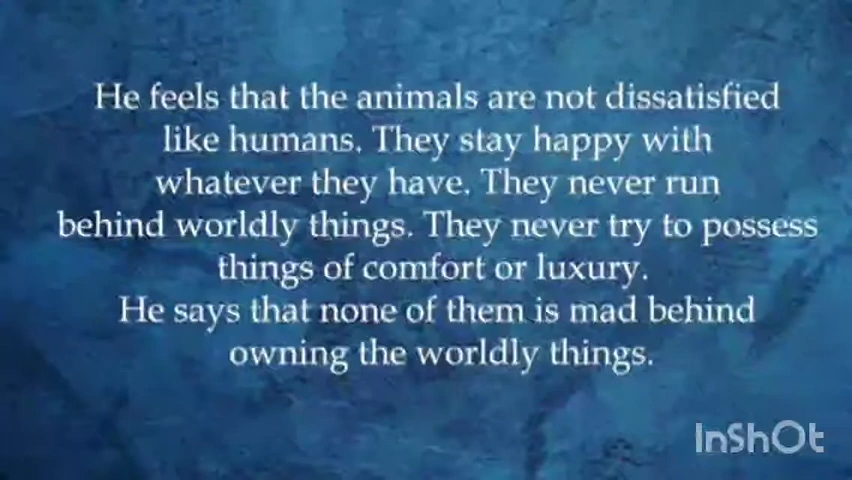 He feels that the animals are not dissatisfied
like humans. They stay happy with
whatever they have. They never run
behind worldly things. They never try to possess
things of comfort or luxury.
He says that none of them is mad behind
owning the worldly things.
InShOt